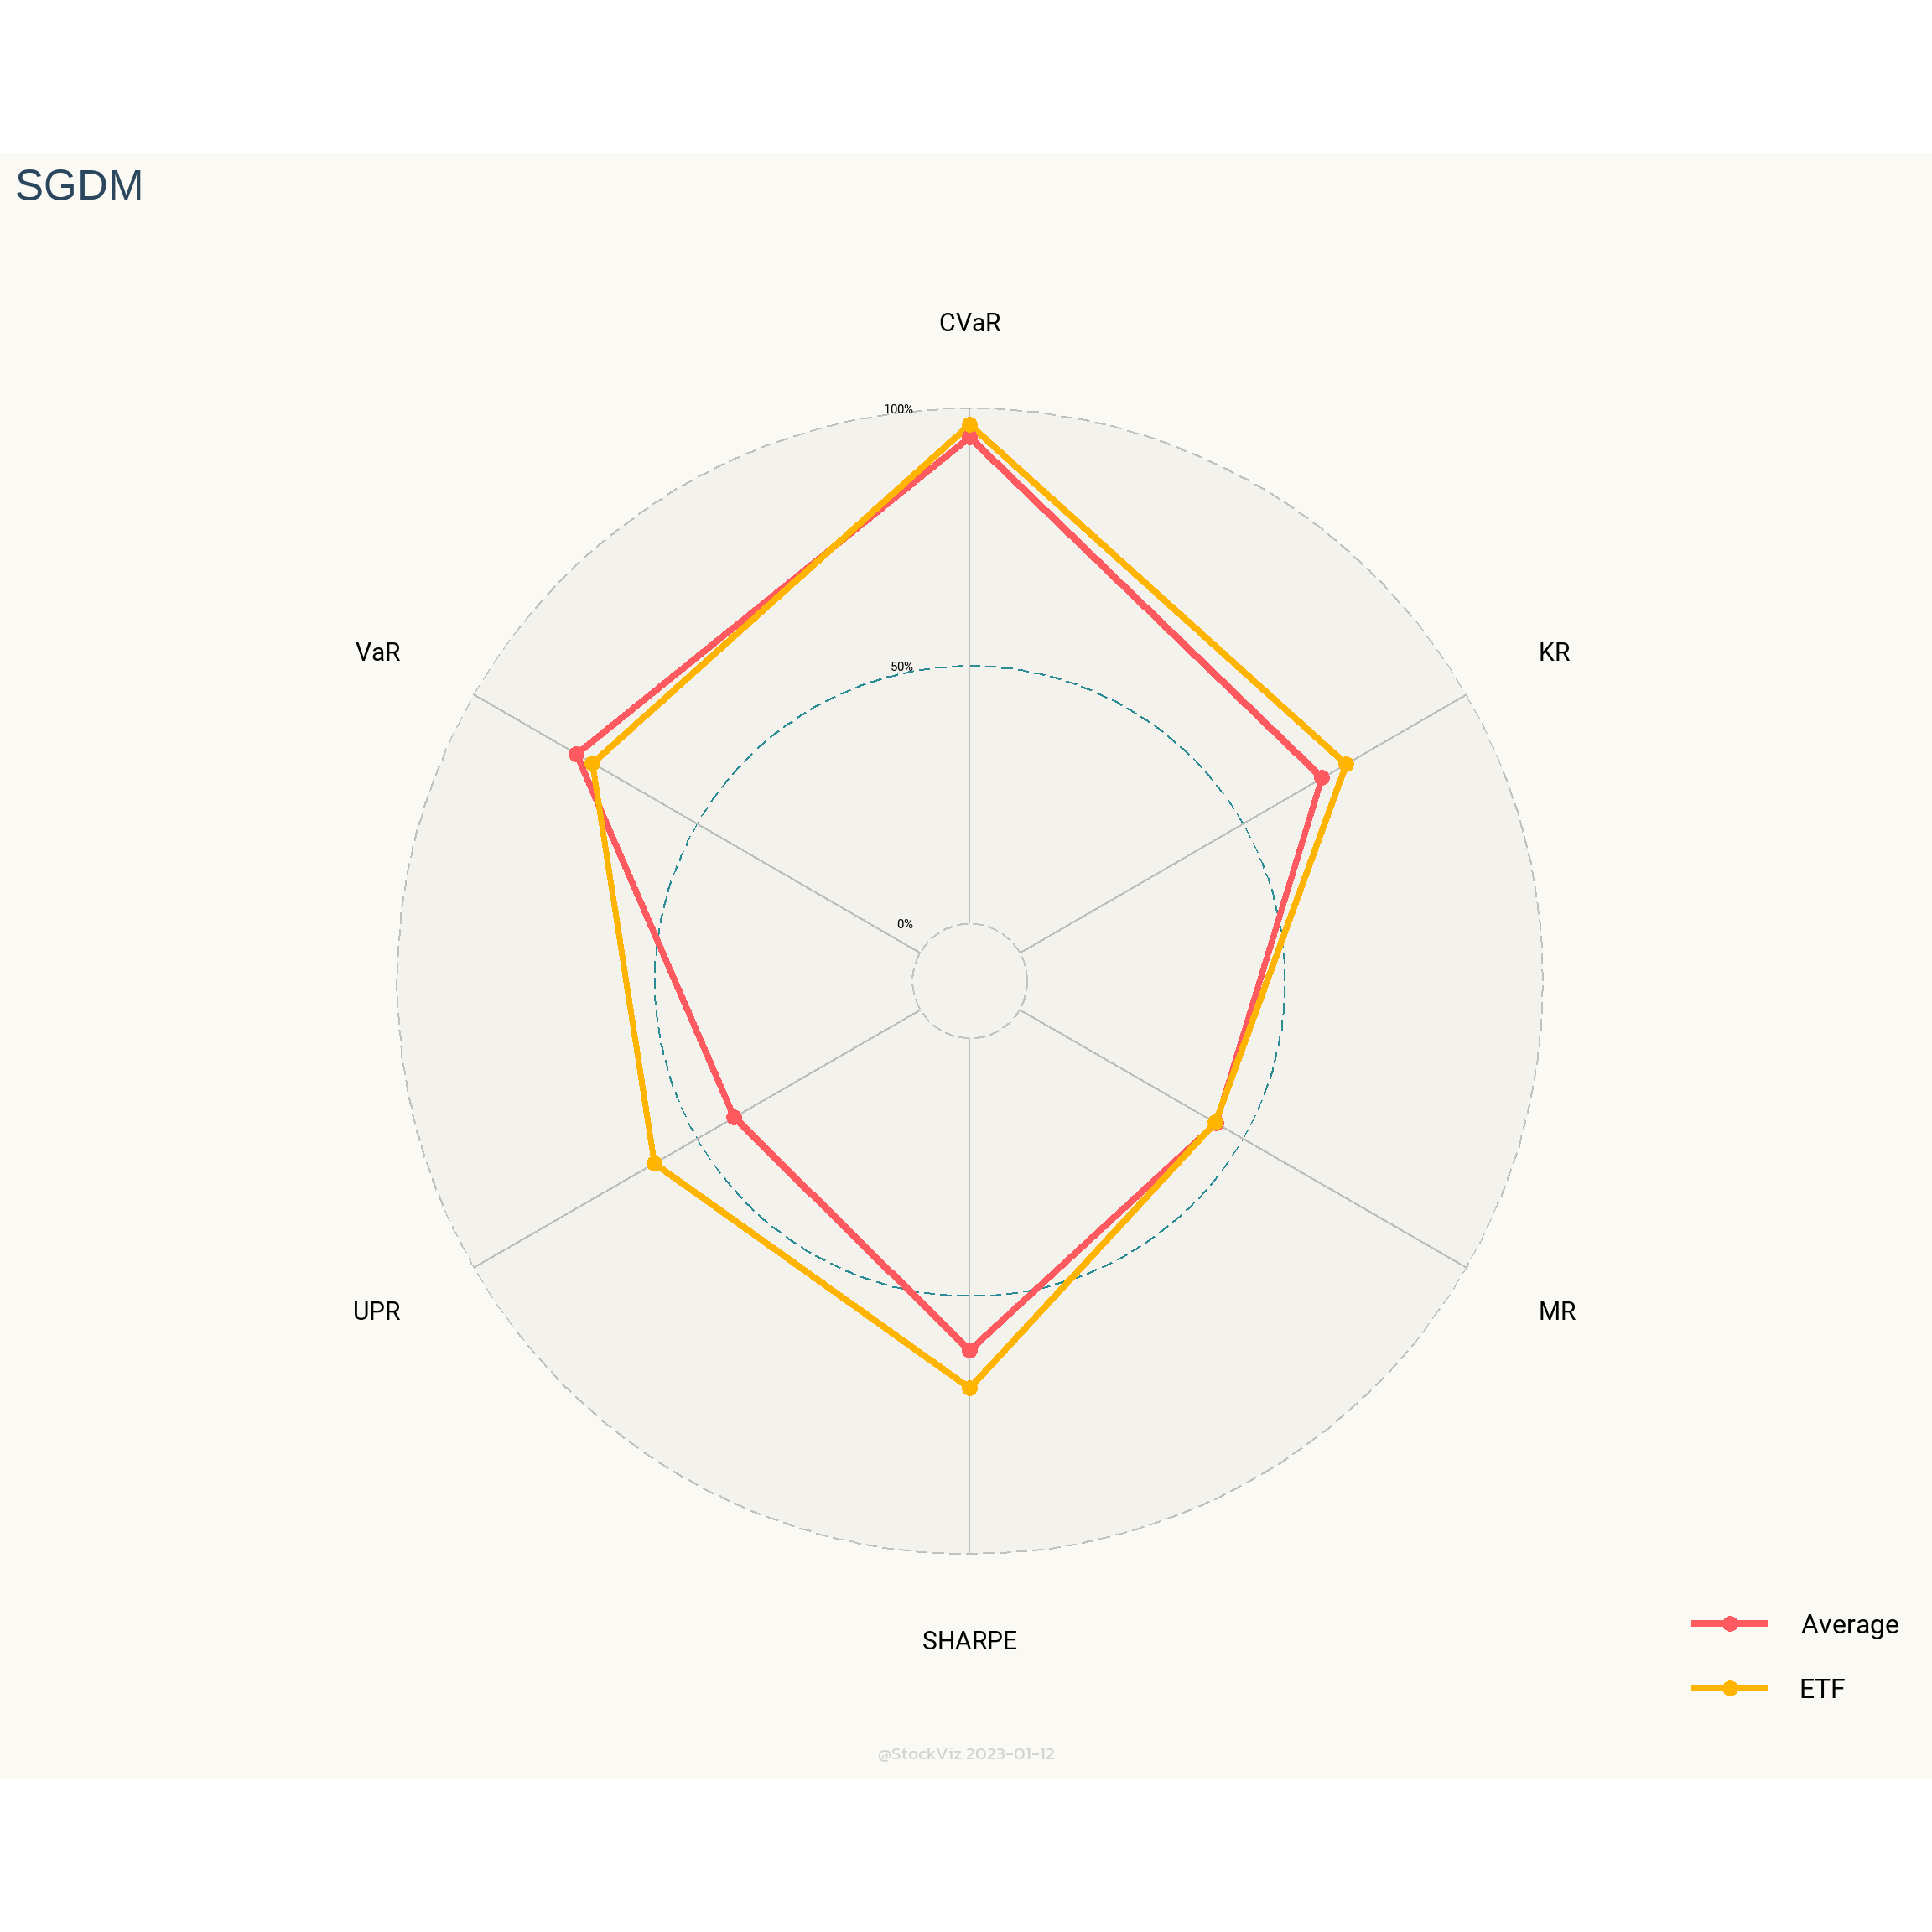 SGDM
CVaR
100%
KR
VaR
50%
0%
UPR
MR
SHARPE
Average
ETF
@StockViz 2023-01-12